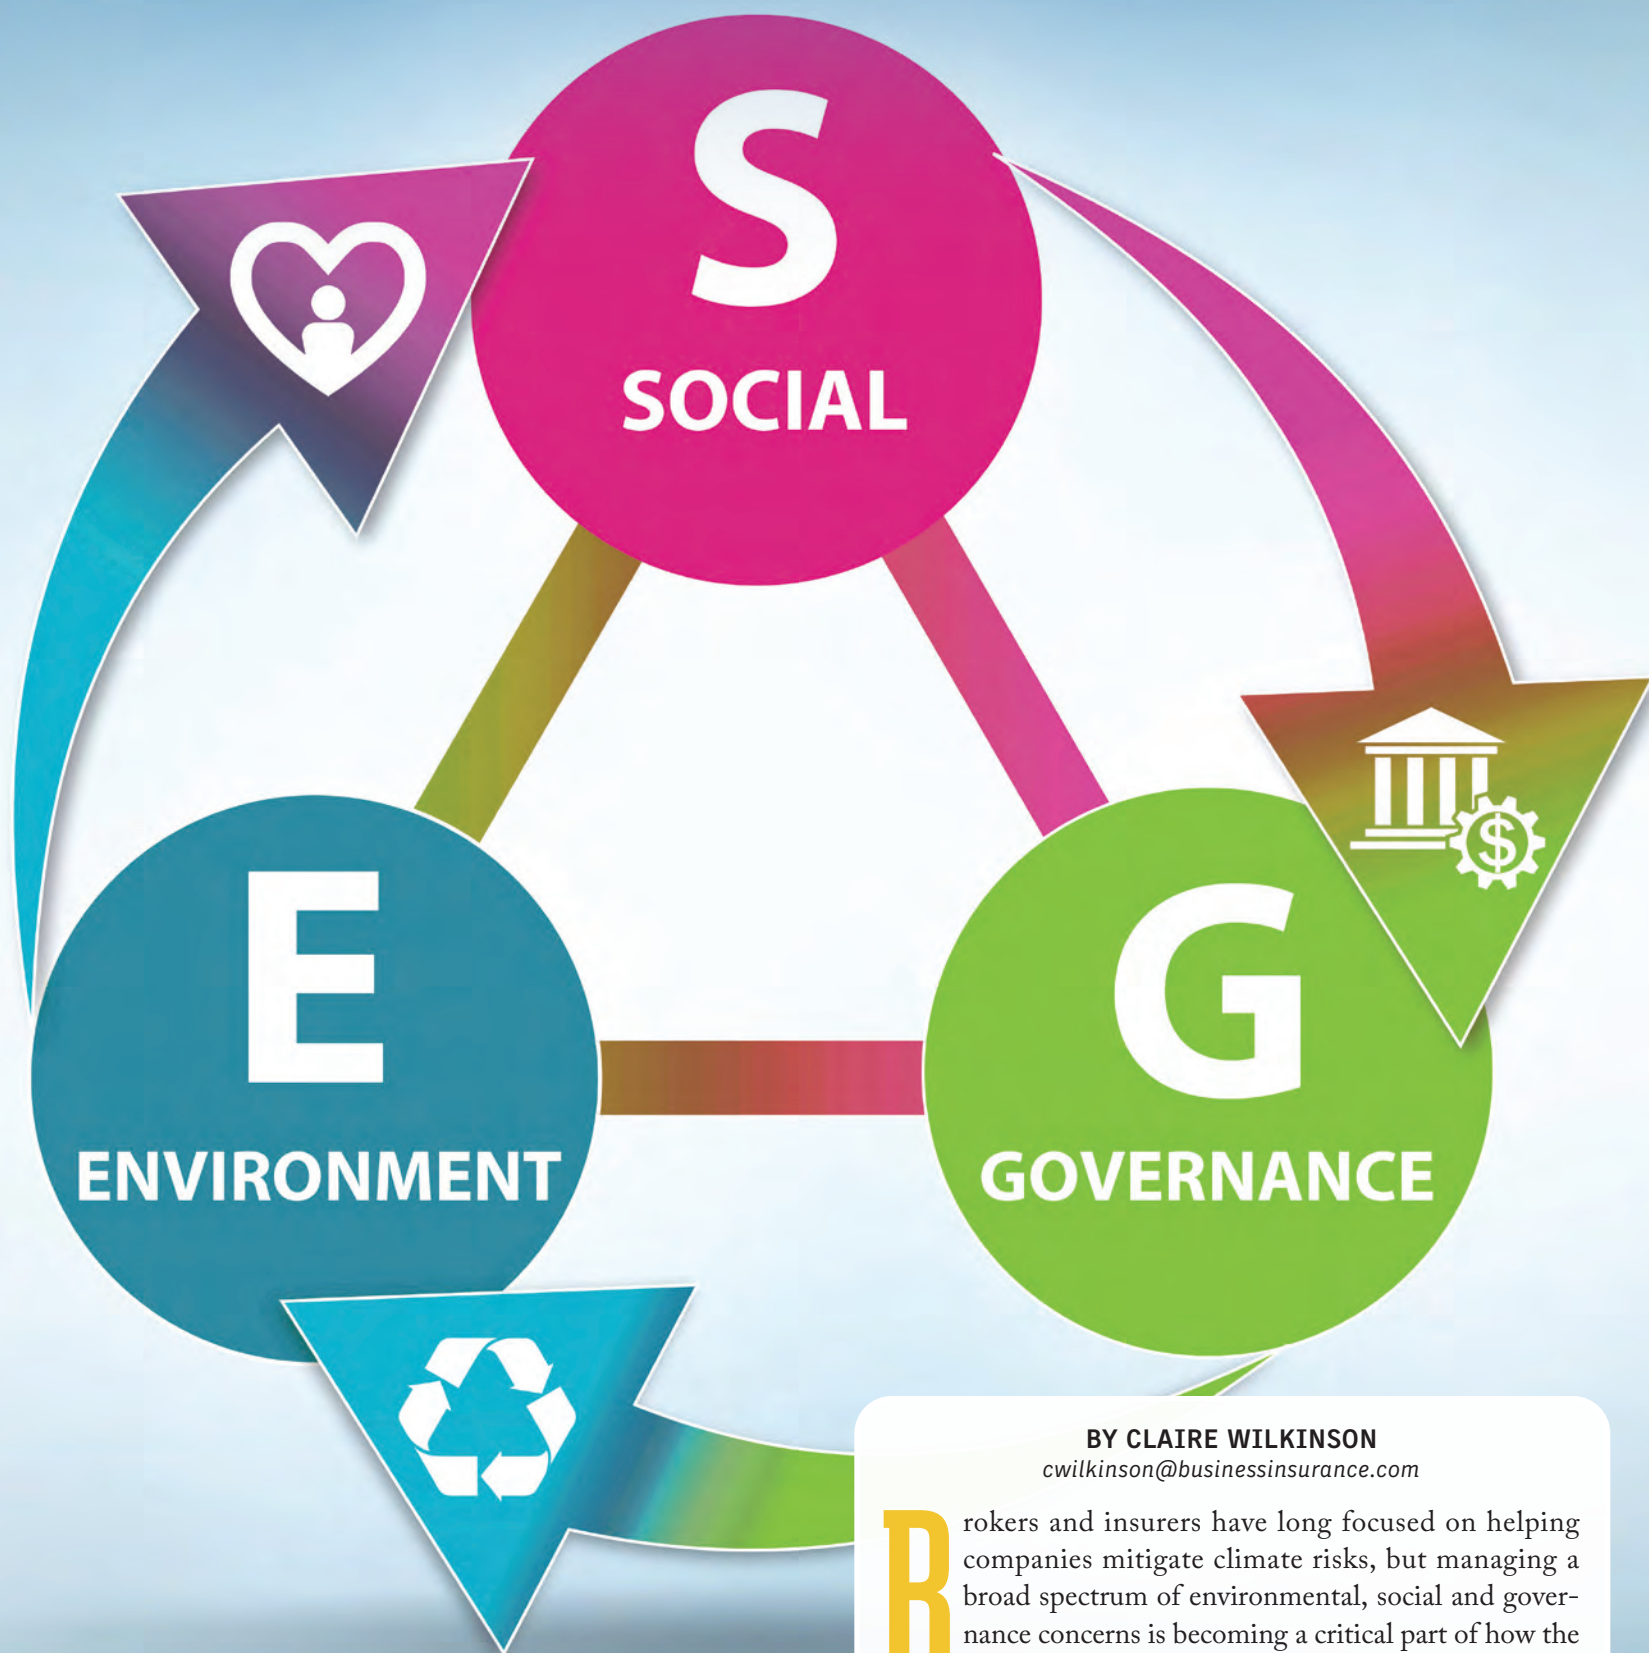 S
SOCIAL
E
ENVIRONMENT
G
GOVERNANCE
$
BY CLAIRE WILKINSON
cwilkinson@businessinsurance.com
Brokers and insurers have long focused on helping
companies mitigate climate risks, but managing a
broad spectrum of environmental, social and gover-
nance concerns is becoming a critical part of how the